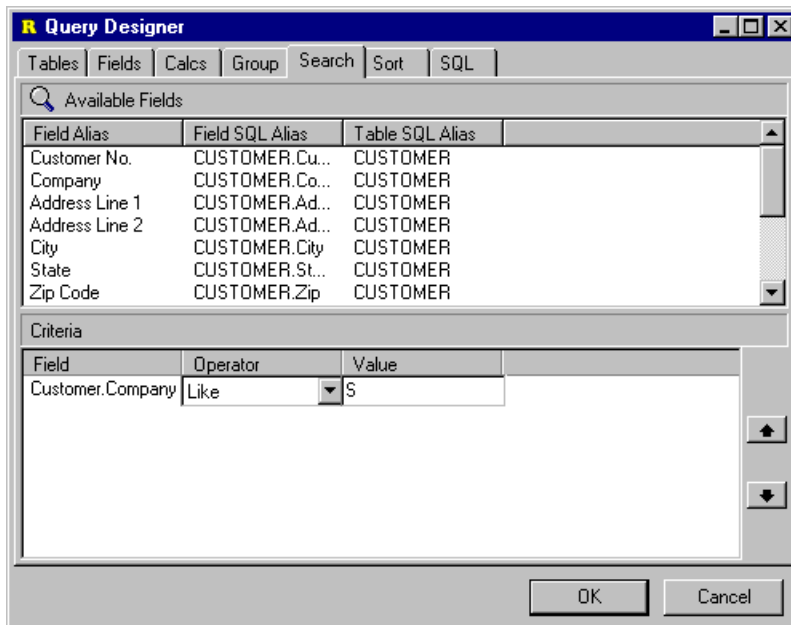 R Query Designer
Tables Fields Calcs Group Search Sort SQL
Available Fields
Field Alias Field SQL Alias Table SQL Alias
Customer No. CUSTOMER.Cu... CUSTOMER
Company CUSTOMER.Co... CUSTOMER
Address Line 1 CUSTOMER.Ad... CUSTOMER
Address Line 2 CUSTOMER.Ad... CUSTOMER
City CUSTOMER.City CUSTOMER
State CUSTOMER.St... CUSTOMER
Zip Code CUSTOMER.Zip CUSTOMER
Criteria
Field Operator Value
Customer.Company Like S
OK Cancel